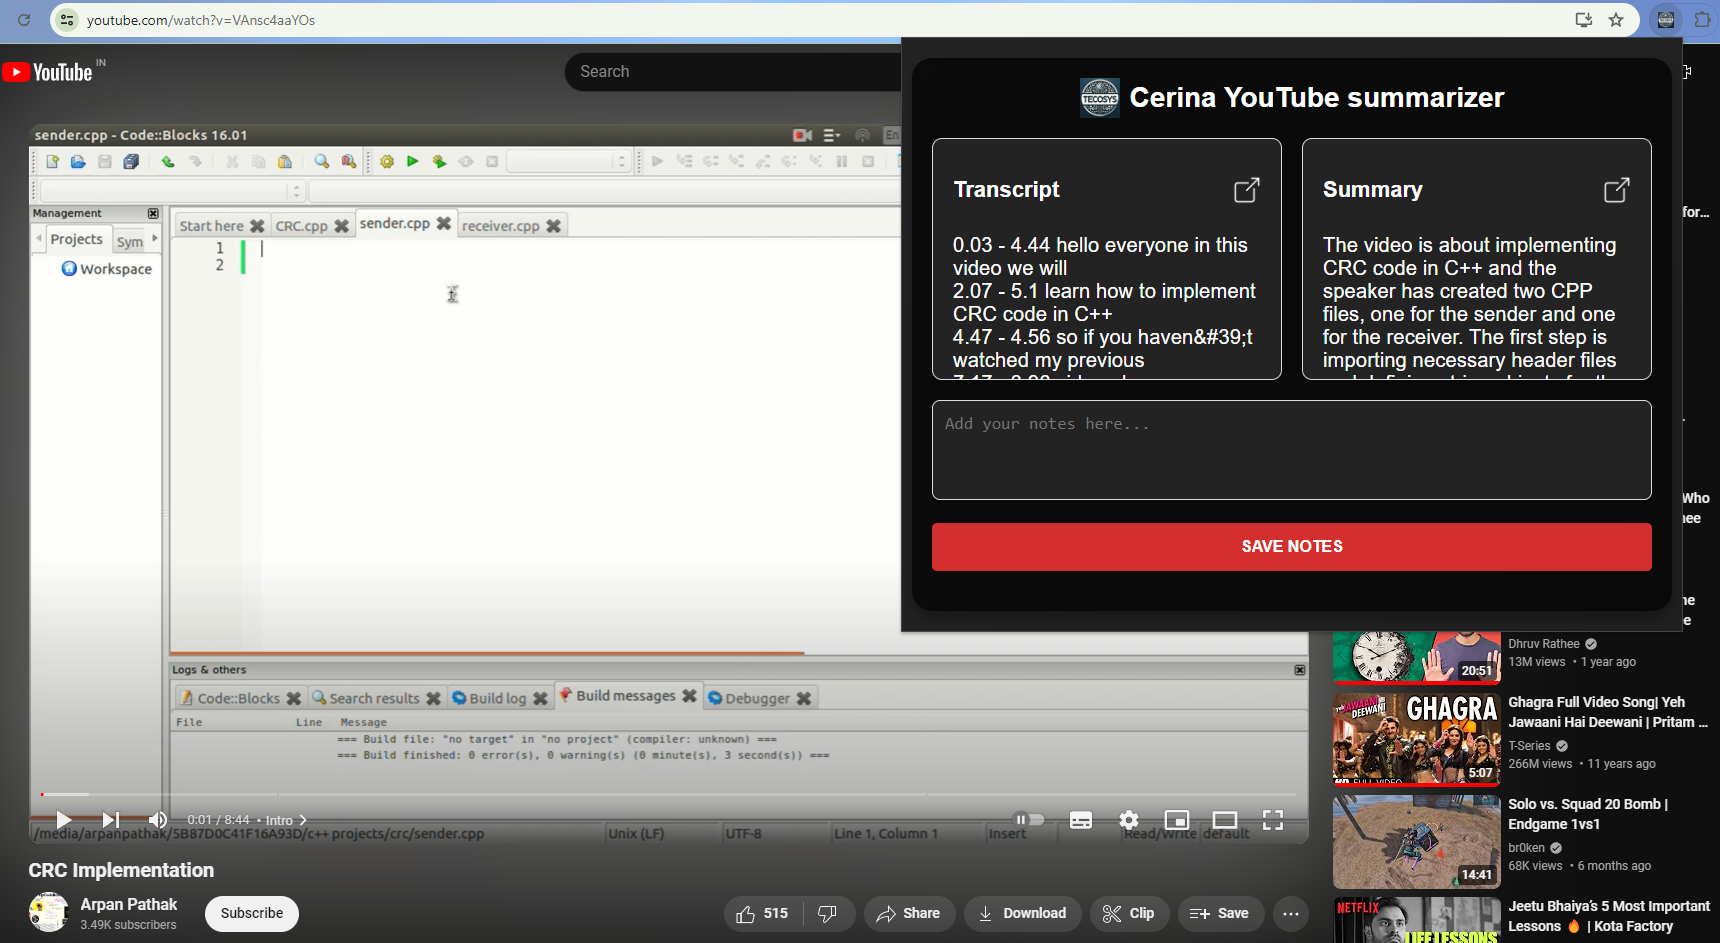 youtube.com/watch?v=VAnsc4aaYOs
YouTube IN
Search
sender.cpp - Code::Blocks 16.01
En
Management
Projects
Sym
Workspace
Start here
CRC.cpp
sender.cpp
receiver.cpp
1
2
Logs & others
Code::Blocks
Search results
Build log
Build messages
Debugger
File Line Message
=== Build file: "no target" in "no project" (compiler: unknown) ===
=== Build finished: 0 error(s), 0 warning(s) (0 minute(s), 3 second(s)) ===
0:01 / 8:44 • Intro
/media/arpanpathak/5B87D0C41F16A93D/c++ projects/crc/sender.cpp
Unix (LF)
UTF-8
Line 1, Column 1
Insert
Read/Write
default
CRC Implementation
Arpan Pathak
3.49K subscribers
Subscribe
515
Share
Download
Clip
Save
TECOSYS
Cerina YouTube summarizer
Transcript
0.03 - 4.44 hello everyone in this
video we will
2.07 - 5.1 learn how to implement
CRC code in C++
4.47 - 4.56 so if you haven&#39;t
watched my previous
Summary
The video is about implementing
CRC code in C++ and the
speaker has created two CPP
files, one for the sender and one
for the receiver. The first step is
importing necessary header files
Add your notes here...
SAVE NOTES
for...
Who
20:51
Dhruv Rathee
13M views • 1 year ago
YEH JAWAANI HAI DEEWANI
GHAGRA
HD FULL VIDEO
5:07
Ghagra Full Video Song| Yeh
Jawaani Hai Deewani | Pritam ...
T-Series
266M views • 11 years ago
14:41
Solo vs. Squad 20 Bomb |
Endgame 1vs1
br0ken
68K views • 6 months ago
NETFLIX
LIFE LESSONS
Jeetu Bhaiya's 5 Most Important
Lessons 🔥 | Kota Factory